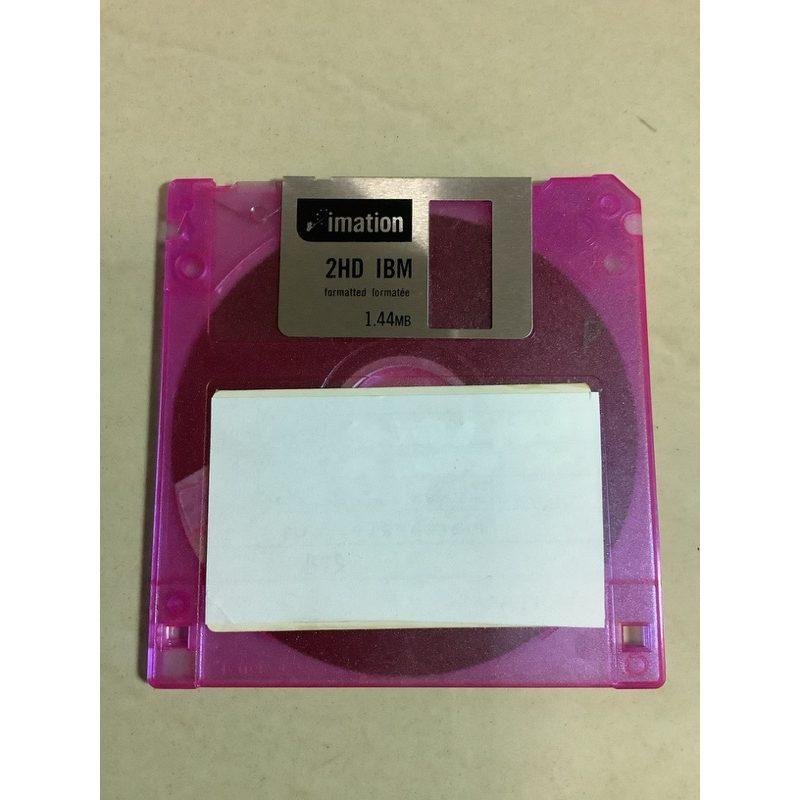 imation
2HD IBM
formatted formatée
1.44MB